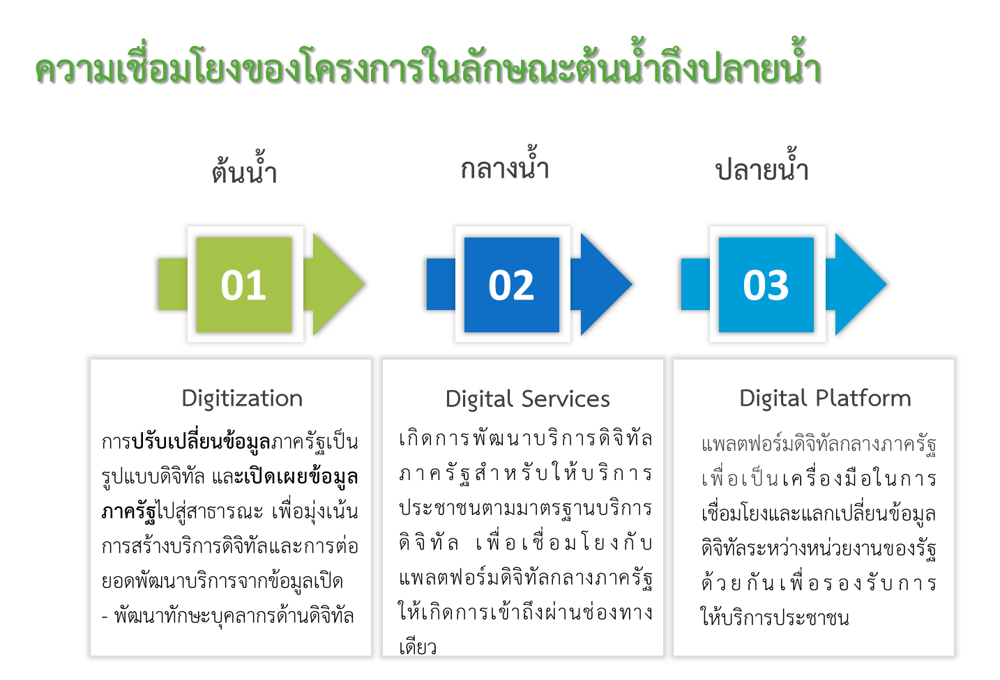 ความเชื่อมโยงของโครงการในลักษณะต้นน้ำถึงปลายน้ำ
ต้นน้ำ
กลางน้ำ
ปลายน้ำ
01
02
03
Digitization
การปรับเปลี่ยนข้อมูลภาครัฐเป็น
รูปแบบดิจิทัล และเปิดเผยข้อมูล
ภาครัฐไปสู่สาธารณะ เพื่อมุ่งเน้น
การสร้างบริการดิจิทัลและการต่อ
ยอดพัฒนาบริการจากข้อมูลเปิด
- พัฒนาทักษะบุคลากรด้านดิจิทัล
Digital Services
เกิดการพัฒนาบริการดิจิทัล
ภาครัฐสำหรับให้บริการ
ประชาชนตามมาตรฐานบริการ
ดิจิทัล เพื่อเชื่อมโยงกับ
แพลตฟอร์มดิจิทัลกลางภาครัฐ
ให้เกิดการเข้าถึงผ่านช่องทาง
เดียว
Digital Platform
แพลตฟอร์มดิจิทัลกลางภาครัฐ
เพื่อเป็นเครื่องมือในการ
เชื่อมโยงและแลกเปลี่ยนข้อมูล
ดิจิทัลระหว่างหน่วยงานของรัฐ
ด้วยกันเพื่อรองรับการ
ให้บริการประชาชน